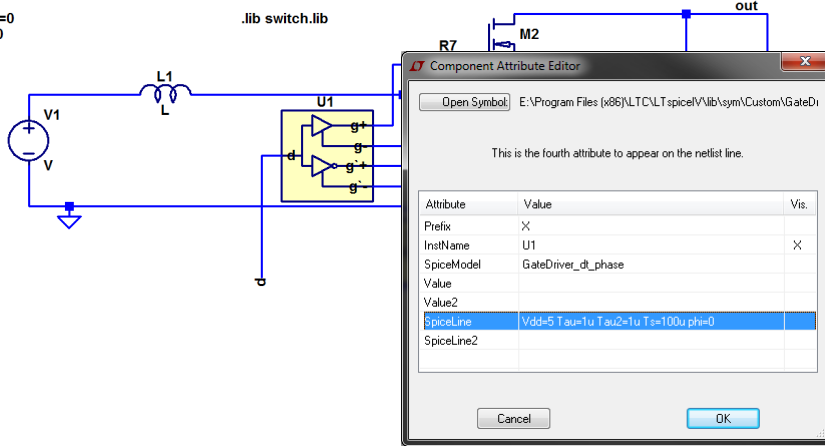 =0
.lib switch.lib
out
M2
R7
L1
L
V1
V
U1
g+
d
g-
g`+
g`-
d
Component Attribute Editor
Open Symbol:
E:\Program Files (x86)\LTC\LTspiceIV\lib\sym\Custom\GateDr
This is the fourth attribute to appear on the netlist line.
Attribute Value Vis.
Prefix X
InstName U1 X
SpiceModel GateDriver_dt_phase
Value
Value2
SpiceLine Vdd=5 Tau=1u Tau2=1u Ts=100u phi=0
SpiceLine2
Cancel OK